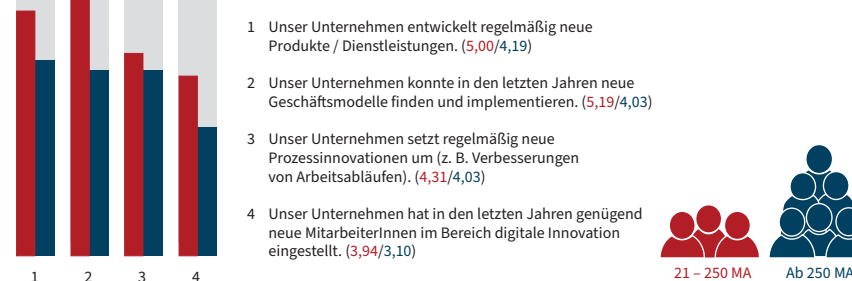 1 Unser Unternehmen entwickelt regelmäßig neue
Produkte / Dienstleistungen. (5,00/4,19)
2 Unser Unternehmen konnte in den letzten Jahren neue
Geschäftsmodelle finden und implementieren. (5,19/4,03)
3 Unser Unternehmen setzt regelmäßig neue
Prozessinnovationen um (z. B. Verbesserungen
von Arbeitsabläufen). (4,31/4,03)
4 Unser Unternehmen hat in den letzten Jahren genügend
neue MitarbeiterInnen im Bereich digitale Innovation
eingestellt. (3,94/3,10)
1 2 3 4
21 – 250 MA
Ab 250 MA